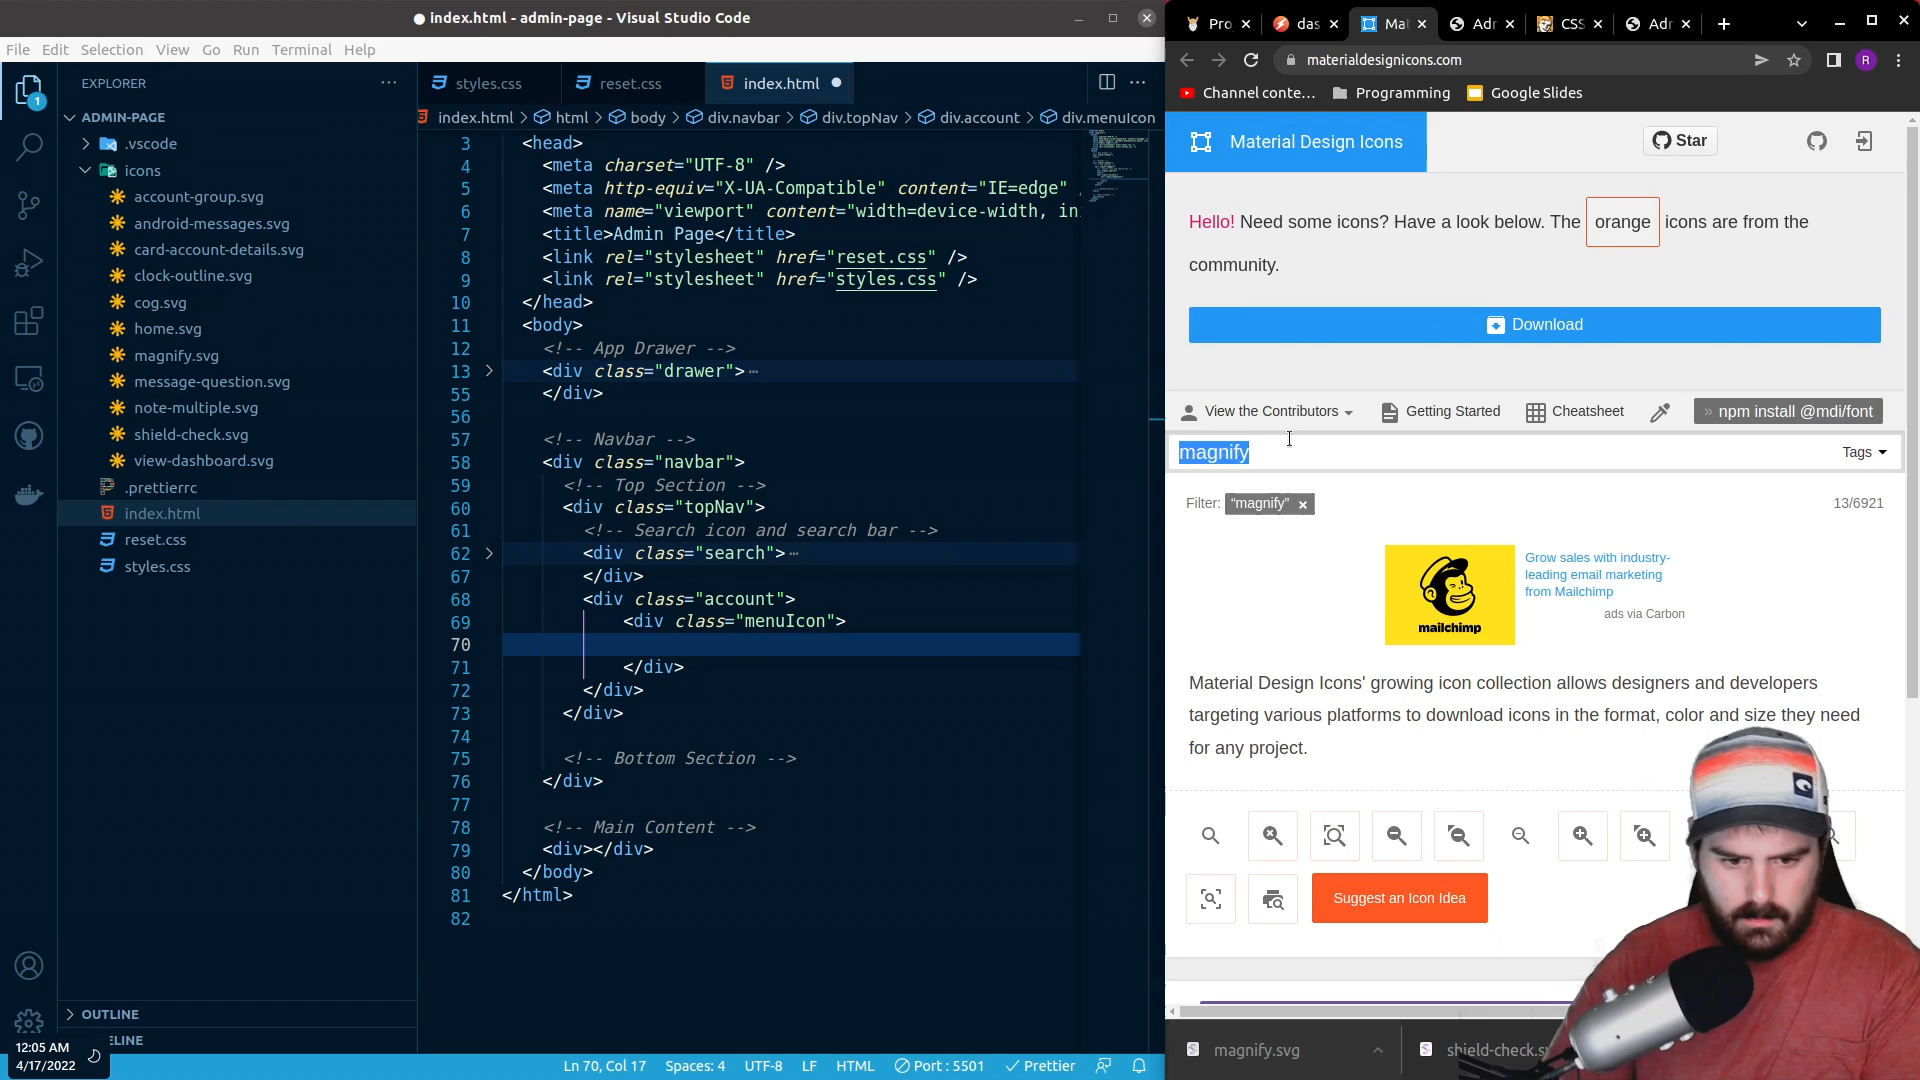 index.html - admin-page - Visual Studio Code
File Edit Selection View Go Run Terminal Help
EXPLORER
ADMIN-PAGE
.vscode
icons
account-group.svg
android-messages.svg
card-account-details.svg
clock-outline.svg
cog.svg
home.svg
magnify.svg
message-question.svg
note-multiple.svg
shield-check.svg
view-dashboard.svg
.prettierrc
index.html
reset.css
styles.css
OUTLINE
ELINE
12:05 AM
4/17/2022
1
styles.css reset.css index.html
index.html > html > body > div.navbar > div.topNav > div.account > div.menuIcon
3 <head>
4 <meta charset="UTF-8" />
5 <meta http-equiv="X-UA-Compatible" content="IE=edge"
6 <meta name="viewport" content="width=device-width, in
7 <title>Admin Page</title>
8 <link rel="stylesheet" href="reset.css" />
9 <link rel="stylesheet" href="styles.css" />
10 </head>
11 <body>
12 <!-- App Drawer -->
13 <div class="drawer">
55 </div>
56
57 <!-- Navbar -->
58 <div class="navbar">
59 <!-- Top Section -->
60 <div class="topNav">
61 <!-- Search icon and search bar -->
62 <div class="search">
67 </div>
68 <div class="account">
69 <div class="menuIcon">
70
71 </div>
72 </div>
73 </div>
74
75 <!-- Bottom Section -->
76 </div>
77
78 <!-- Main Content -->
79 <div></div>
80 </body>
81 </html>
82
Ln 70, Col 17 Spaces: 4 UTF-8 LF HTML Port : 5501 Prettier
Pro das Mat Adr CSS Adr
materialdesignicons.com
R
Channel conte... Programming Google Slides
Material Design Icons
Star
Hello! Need some icons? Have a look below. The orange icons are from the
community.
Download
View the Contributors Getting Started Cheatsheet » npm install @mdi/font
magnify
Tags
Filter: “magnify” x
13/6921
mailchimp
Grow sales with industry-
leading email marketing
from Mailchimp
ads via Carbon
Material Design Icons' growing icon collection allows designers and developers
targeting various platforms to download icons in the format, color and size they need
for any project.
Suggest an Icon Idea
magnify.svg
shield-check.s